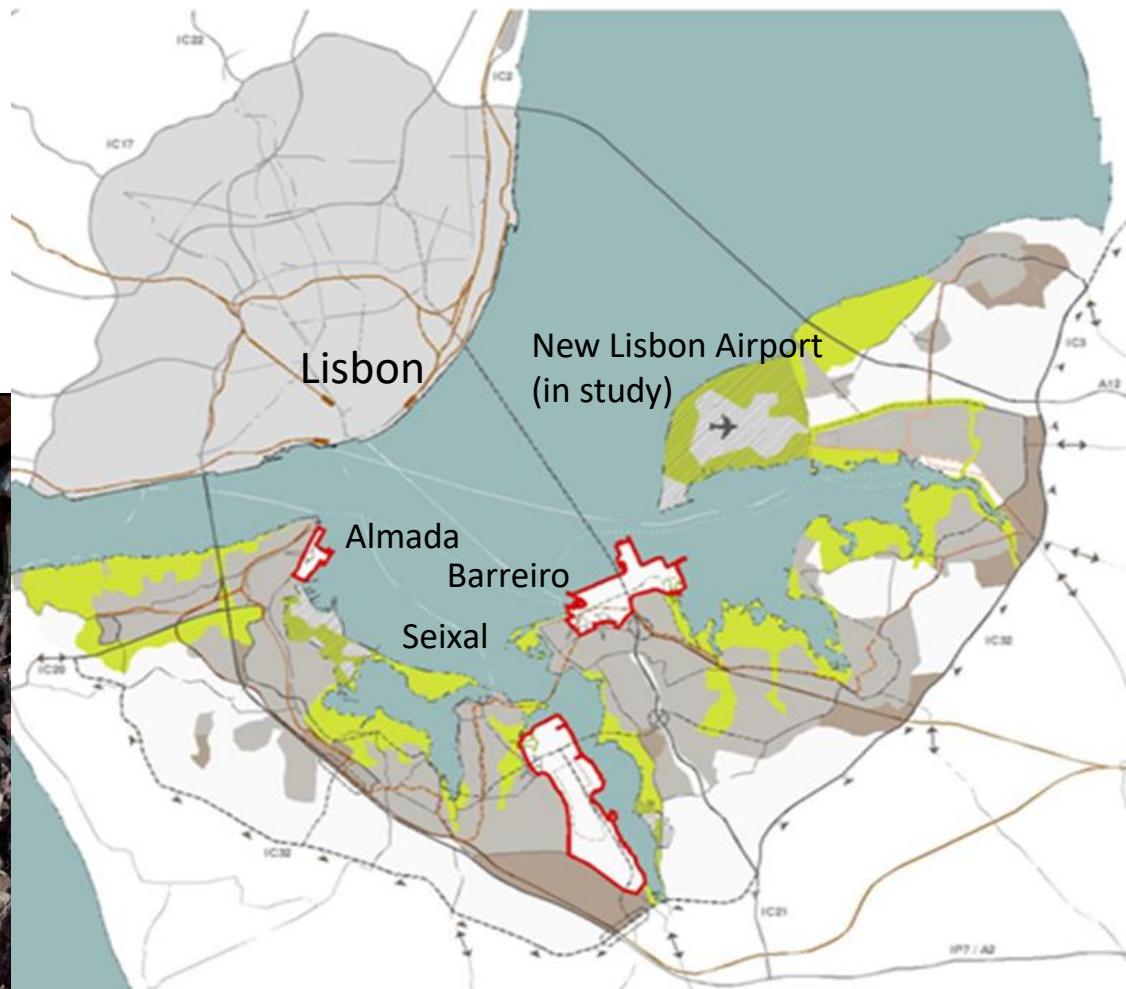 IC22
IC2
IC17
Lisbon
New Lisbon Airport
(in study)
IC3
A12
Almada
Barreiro
Seixal
IC20
IC32
IC32
IC21
IP7 / A2